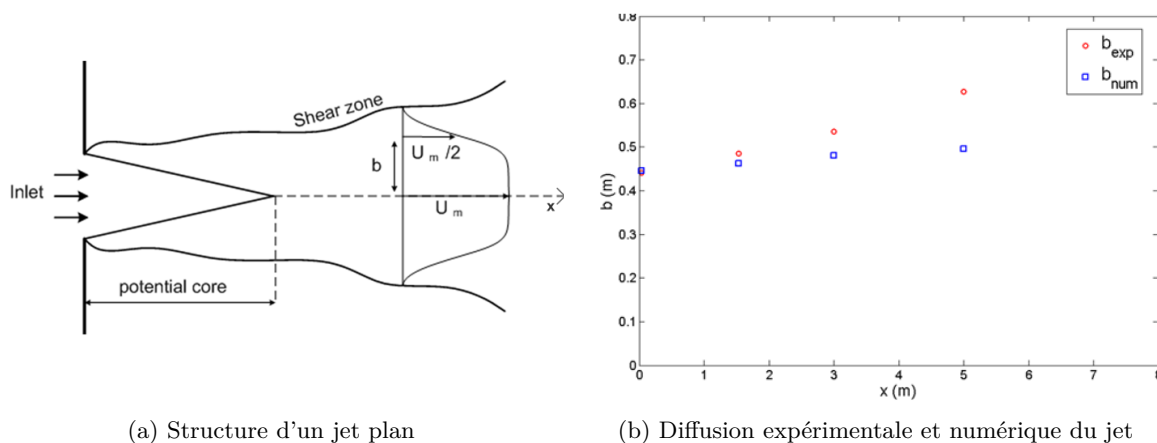 Shear zone
Inlet
U m /2
b
U m
x
potential core
(a) Structure d'un jet plan
0.8
0.7
0.6
0.5
0.4
0.3
0.2
0.1
0
b (m)
b exp
b num
0 1 2 3 4 5 6 7 8
x (m)
(b) Diffusion expérimentale et numérique du jet